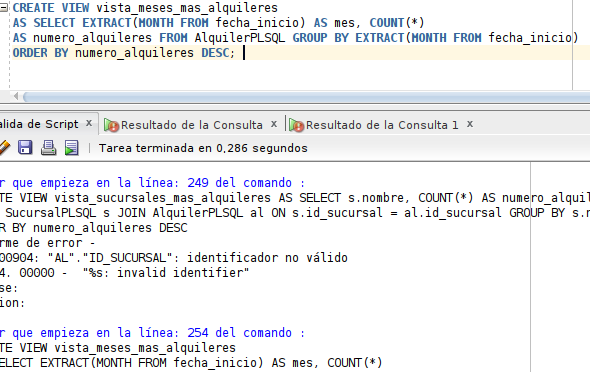 CREATE VIEW vista_meses_mas_alquileres
AS SELECT EXTRACT(MONTH FROM fecha_inicio) AS mes, COUNT(*)
AS numero_alquileres FROM AlquilerPLSQL GROUP BY EXTRACT(MONTH FROM fecha_inicio)
ORDER BY numero_alquileres DESC;
alida de Script x Resultado de la Consulta x Resultado de la Consulta 1 x
Tarea terminada en 0,286 segundos
r que empieza en la línea: 249 del comando :
TE VIEW vista_sucursales_mas_alquileres AS SELECT s.nombre, COUNT(*) AS numero_alquil
SucursalPLSQL s JOIN AlquilerPLSQL al ON s.id_sucursal = al.id_sucursal GROUP BY s.n
R BY numero_alquileres DESC
rme de error -
00904: "AL"."ID_SUCURSAL": identificador no válido
4. 00000 - "%s: invalid identifier"
se:
ion:
r que empieza en la línea: 254 del comando :
TE VIEW vista_meses_mas_alquileres
ELECT EXTRACT(MONTH FROM fecha_inicio) AS mes, COUNT(*)